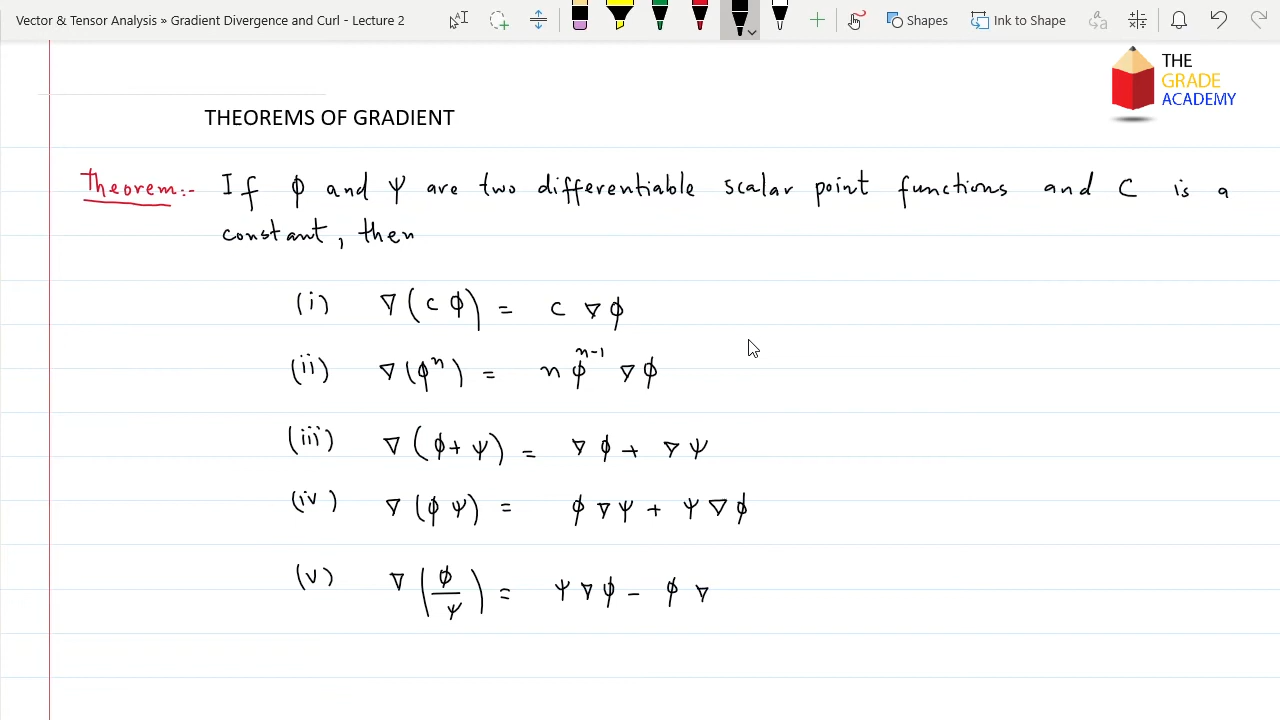 Vector & Tensor Analysis » Gradient Divergence and Curl - Lecture 2
Shapes
Ink to Shape
THE
GRADE
ACADEMY
THEOREMS OF GRADIENT
Theorem:- If ϕ and ψ are two differentiable scalar point functions and C is a
constant, then
(i) ∇(cϕ) = c∇ϕ
(ii) ∇(ϕⁿ) = nϕⁿ⁻¹∇ϕ
(iii) ∇(ϕ+ψ) = ∇ϕ + ∇ψ
(iv) ∇(ϕψ) = ϕ∇ψ + ψ∇ϕ
(v) ∇(ϕ/ψ) = ψ∇ϕ - ϕ∇